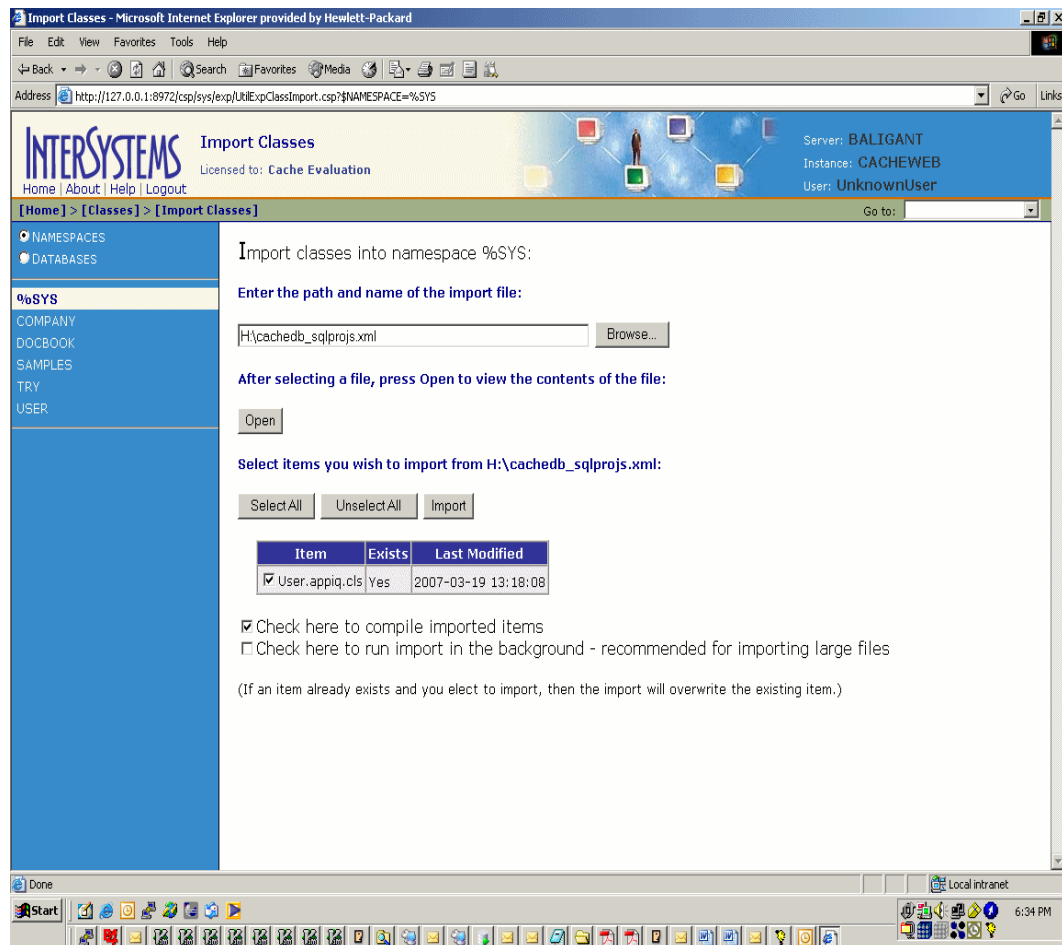 Import Classes - Microsoft Internet Explorer provided by Hewlett-Packard
File Edit View Favorites Tools Help
Back Search Favorites Media
Address http://127.0.0.1:8972/csp/sys/exp/UtilExpClassImport.csp?$NAMESPACE=%SYS Go Links
INTERSYSTEMS
Home | About | Help | Logout
Import Classes
Licensed to: Cache Evaluation
Server: BALIGANT
Instance: CACHEWEB
User: UnknownUser
[Home] > [Classes] > [Import Classes] Go to:
NAMESPACES
DATABASES
%SYS
COMPANY
DOCBOOK
SAMPLES
TRY
USER
Import classes into namespace %SYS:
Enter the path and name of the import file:
H:\cachedb_sqlprojs.xml Browse...
After selecting a file, press Open to view the contents of the file:
Open
Select items you wish to import from H:\cachedb_sqlprojs.xml:
Select All Unselect All Import
Item Exists Last Modified
User.appiq.cls Yes 2007-03-19 13:18:08
Check here to compile imported items
Check here to run import in the background - recommended for importing large files
(If an item already exists and you elect to import, then the import will overwrite the existing item.)
Done Local intranet
Start 6:34 PM